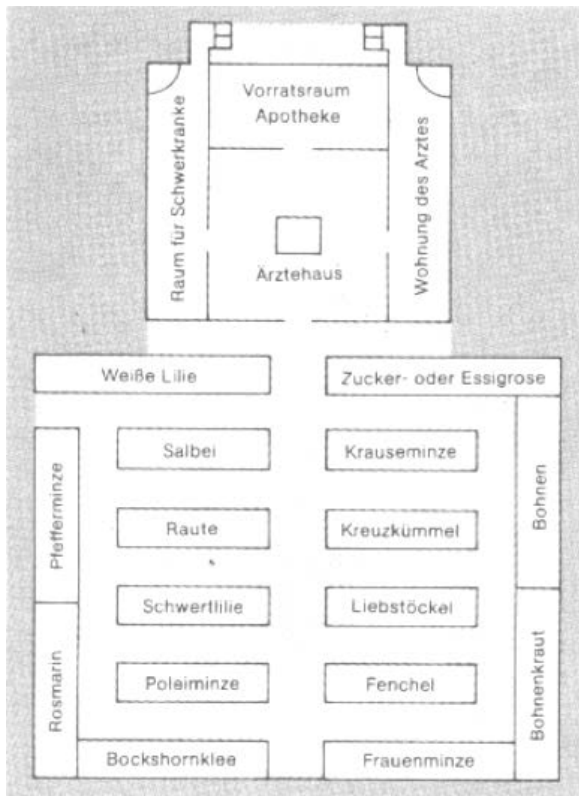 Vorratsraum
Apotheke
Raum für Schwerkranke
Wohnung des Arztes
Ärztehaus
Weiße Lilie
Zucker- oder Essigrose
Pfefferminze
Salbei
Krauseminze
Bohnen
Raute
Kreuzkümmel
Schwertlilie
Liebstöckel
Rosmarin
Poleiminze
Fenchel
Bohnenkraut
Bockshornklee
Frauenminze